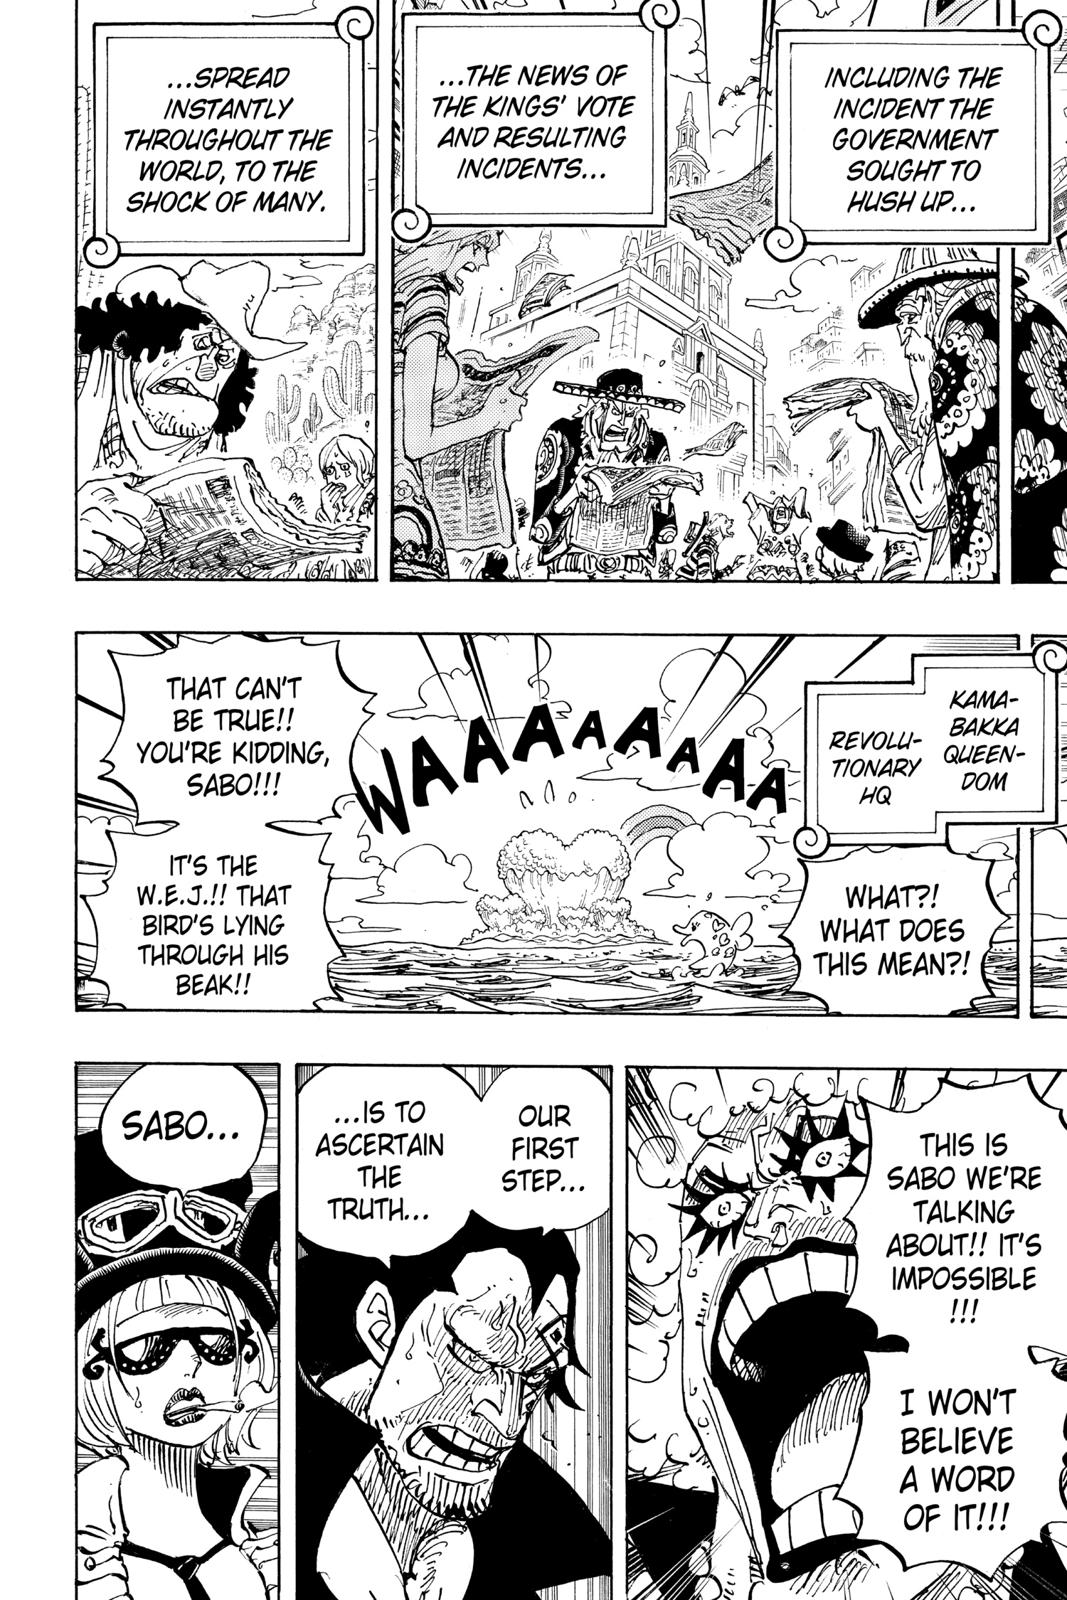 INCLUDING THE
INCIDENT THE
GOVERNMENT
SOUGHT TO
HUSH UP...
...THE NEWS OF
THE KINGS' VOTE
AND RESULTING
INCIDENTS...
...SPREAD
INSTANTLY
THROUGHOUT THE
WORLD, TO THE
SHOCK OF MANY.
KAMA-
BAKKA
QUEEN-
DOM
REVOLU-
TIONARY
HQ
WHAT?!
WHAT DOES
THIS MEAN?!
WAAAAAAAAA
THAT CAN'T
BE TRUE!!
YOU'RE KIDDING,
SABO!!!
IT'S THE
W.E.J.!! THAT
BIRD'S LYING
THROUGH HIS
BEAK!!
THIS IS
SABO WE'RE
TALKING
ABOUT!! IT'S
IMPOSSIBLE
!!!
I WON'T
BELIEVE
A WORD
OF IT!!!
OUR
FIRST
STEP...
...IS TO
ASCERTAIN
THE
TRUTH...
SABO...